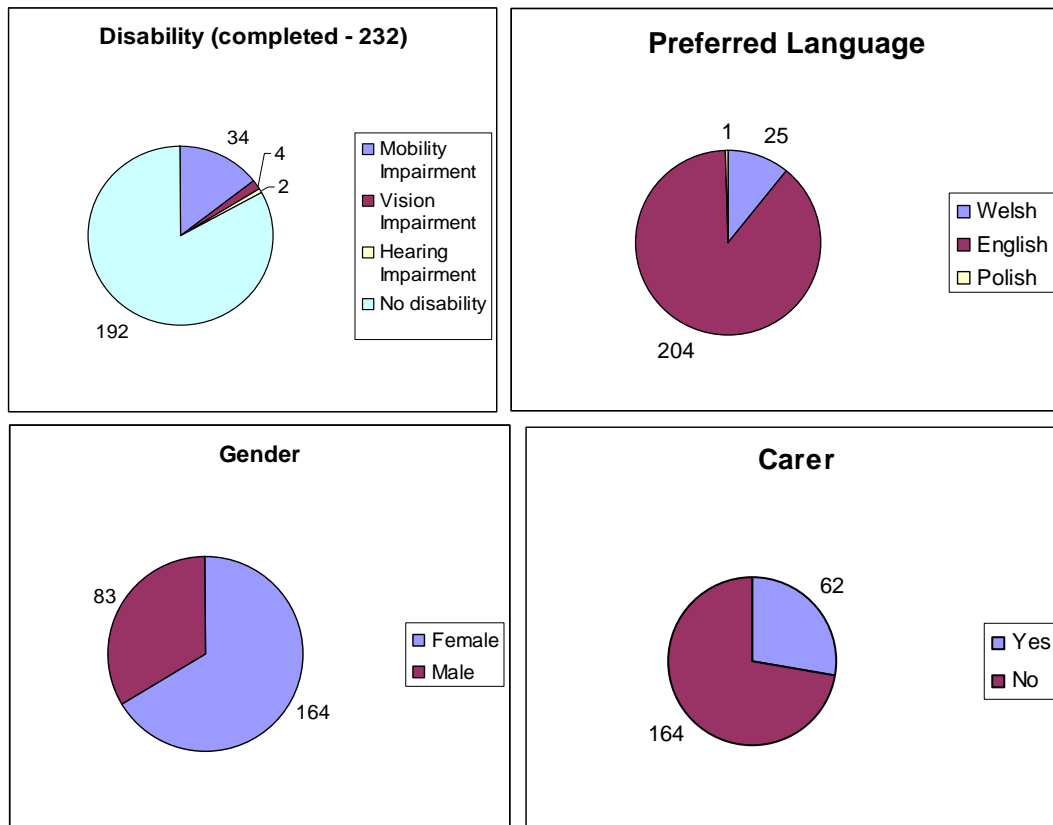 Disability (completed - 232)
34
4
2
192
Mobility
Impairment
Vision
Impairment
Hearing
Impairment
No disability
Preferred Language
1
25
204
Welsh
English
Polish
Gender
83
164
Female
Male
Carer
62
164
Yes
No